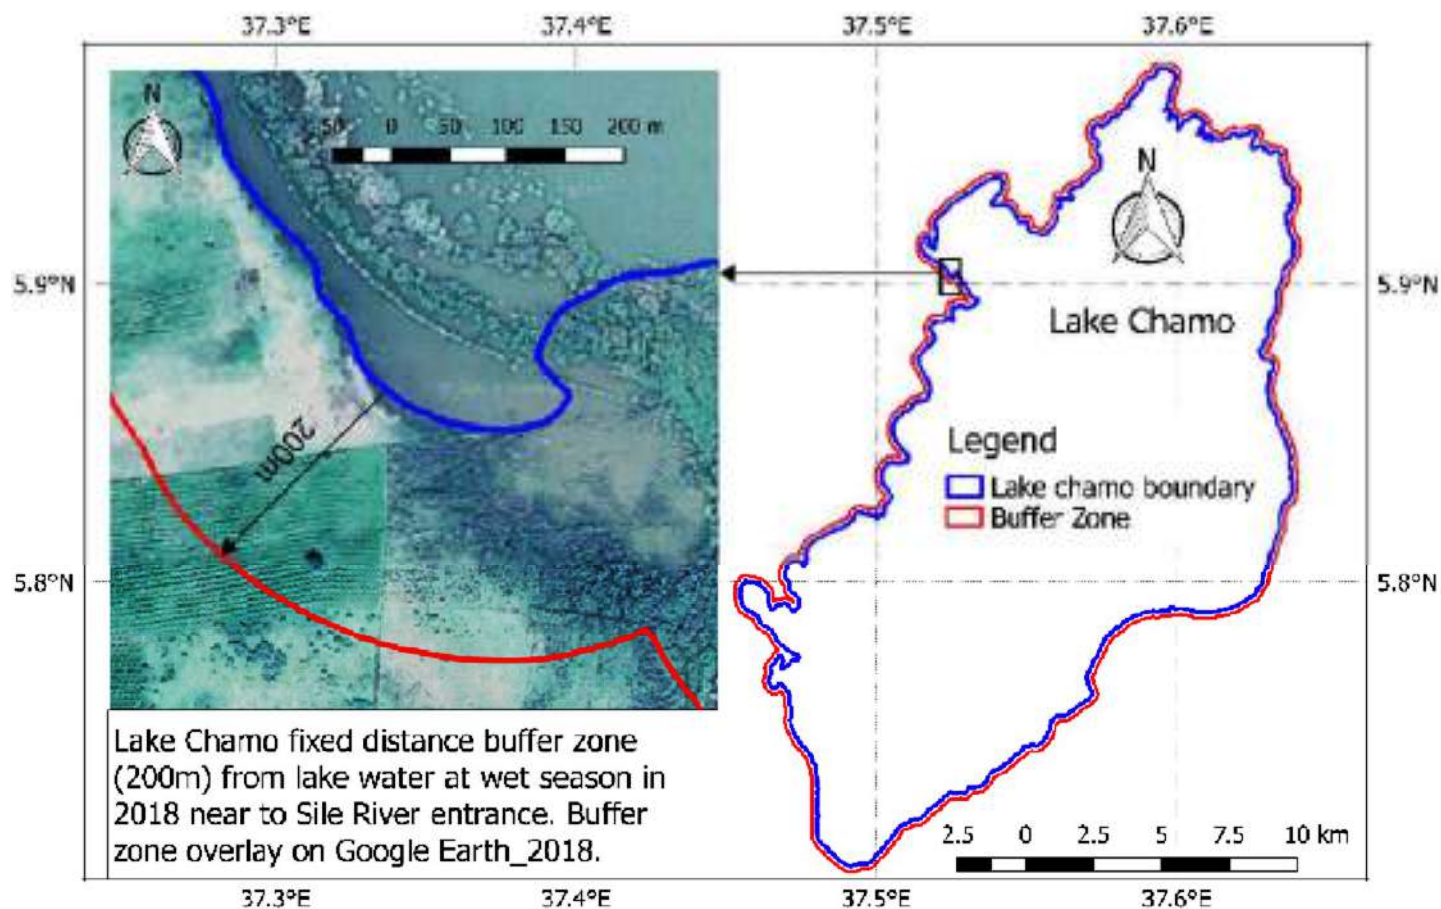 37.3°E 37.4°E 37.5°E 37.6°E
N
50 0 50 100 150 200 m
N
5.9°N
5.9°N
Lake Chamo
200m
Legend
Lake chamo boundary
Buffer Zone
5.8°N
5.8°N
Lake Chamo fixed distance buffer zone
(200m) from lake water at wet season in
2018 near to Sile River entrance. Buffer
zone overlay on Google Earth_2018.
2.5 0 2.5 5 7.5 10 km
37.3°E 37.4°E 37.5°E 37.6°E